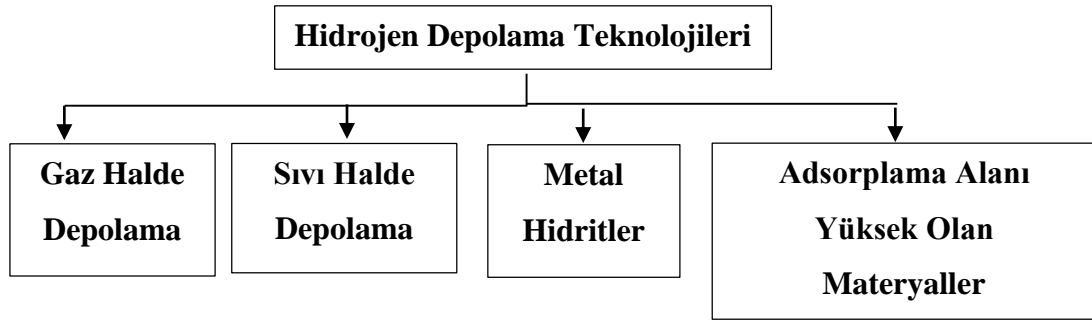 Hidrojen Depolama Teknolojileri
Gaz Halde
Depolama
Sıvı Halde
Depolama
Metal
Hidritler
Adsorplama Alanı
Yüksek Olan
Materyaller